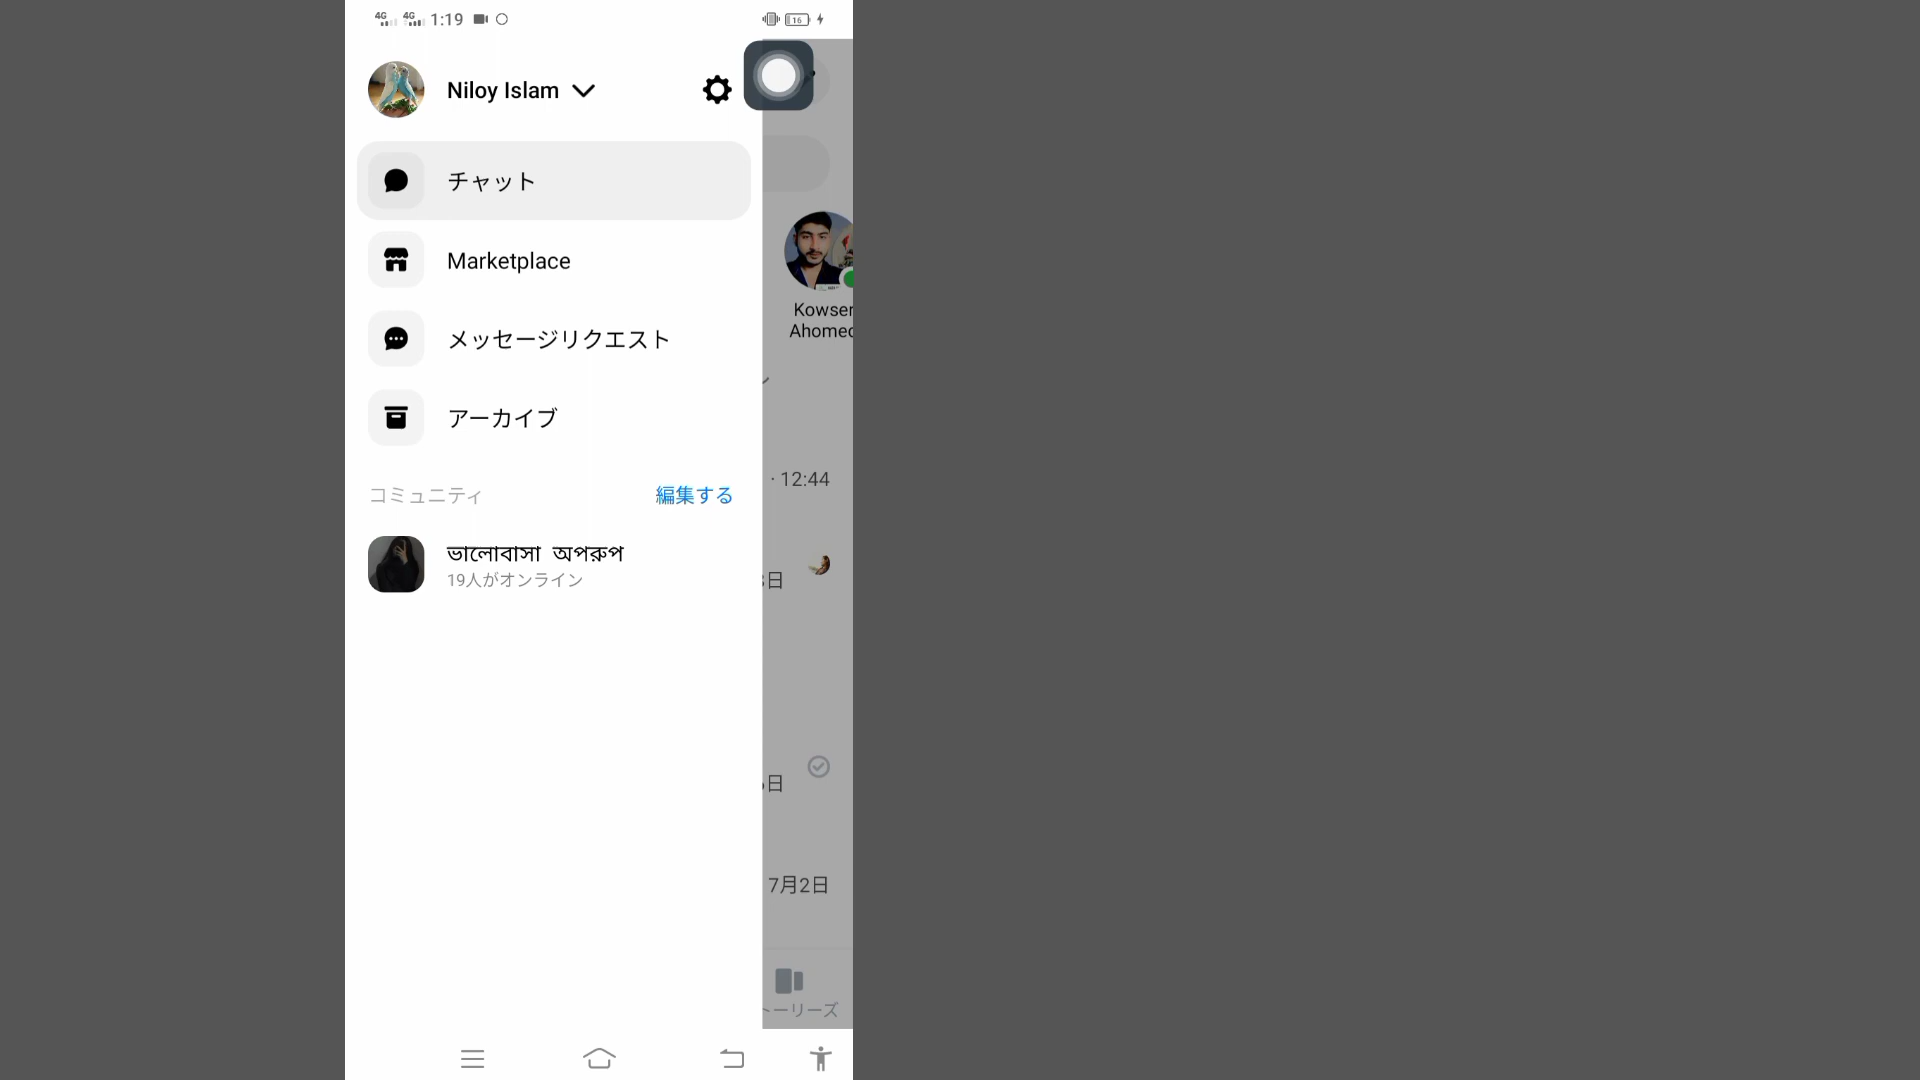 4G 4G 1:19 16
Niloy Islam
チャット
Marketplace
メッセージリクエスト
アーカイブ
コミュニティ 編集する
ভালোবাসা অপরুপ
19人がオンライン
Kowser
Ahomed
· 12:44
日
日
7月2日
トーリーズ